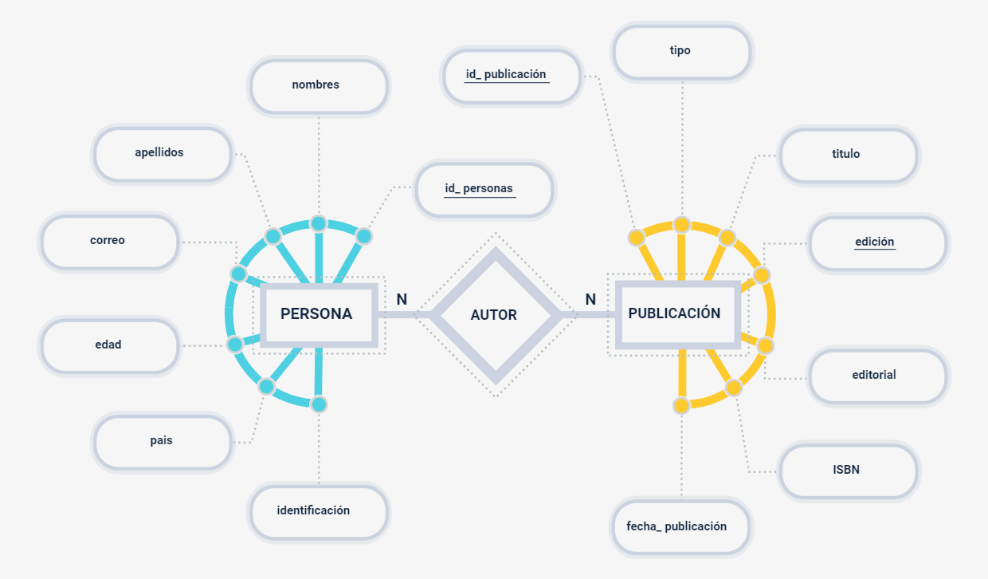 tipo
id_ publicación
nombres
apellidos
titulo
id_ personas
correo
edición
N
N
PERSONA
AUTOR
PUBLICACIÓN
edad
editorial
pais
ISBN
identificación
fecha_ publicación